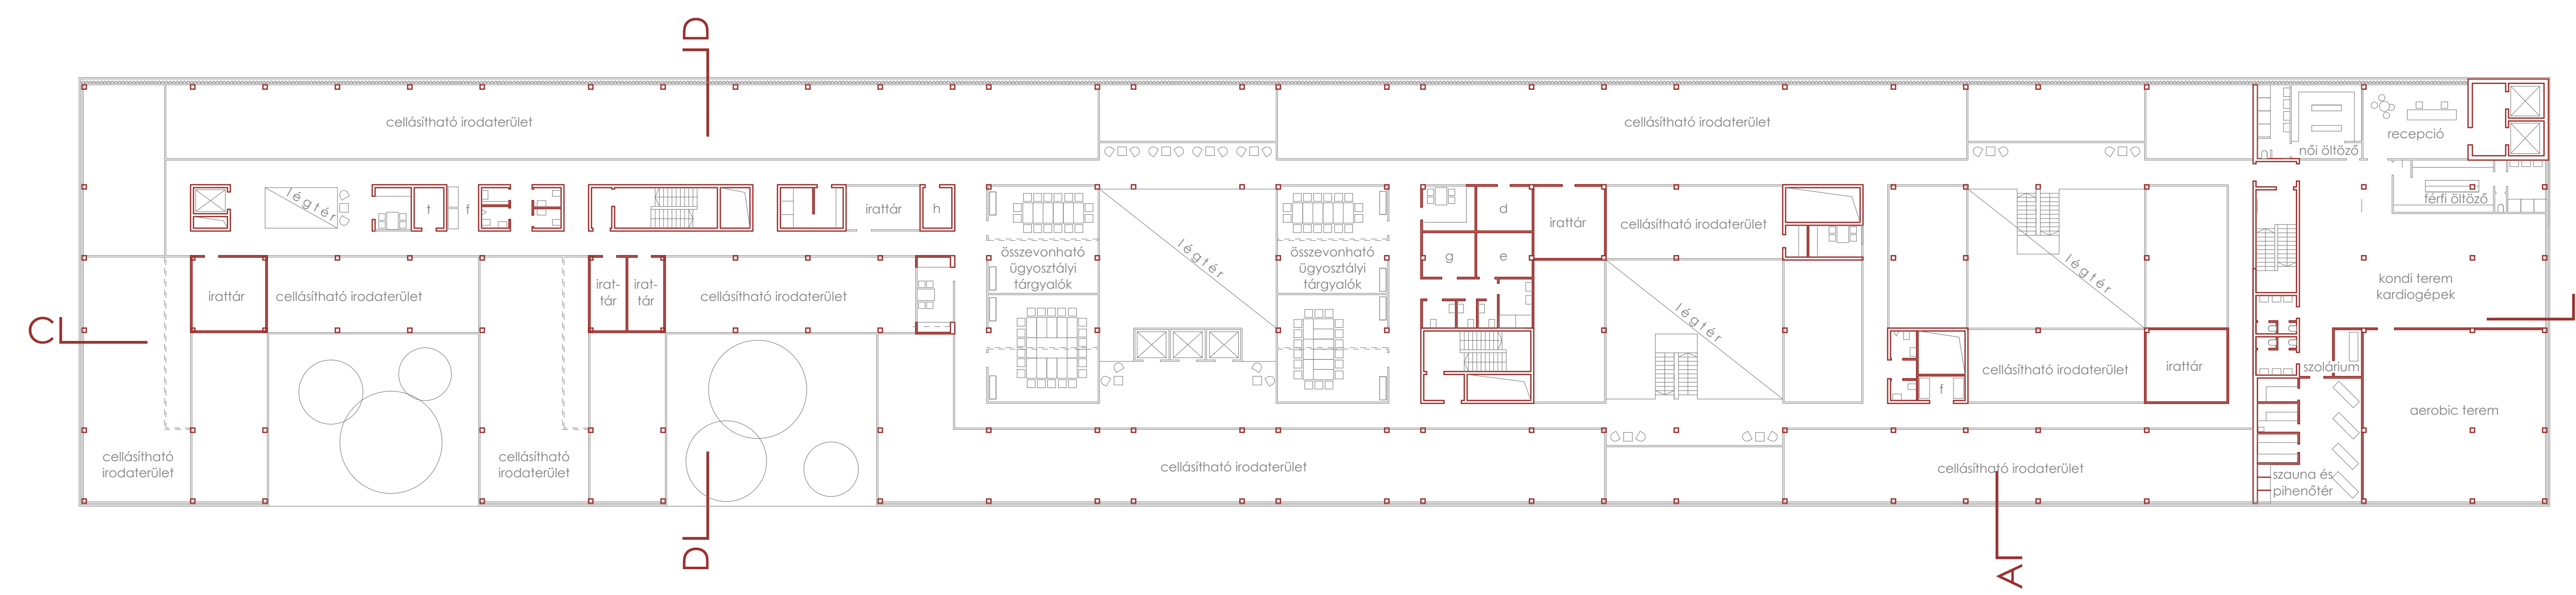 D
cellásítható irodaterület
cellásítható irodaterület
recepció
női öltöző
légtér
t
f
irattár
h
d
irattár
cellásítható irodaterület
férfi öltöző
összevonható
ügyosztályi
tárgyalók
légtér
összevonható
ügyosztályi
tárgyalók
g
e
légtér
kondi terem
kardiogépek
irattár
cellásítható irodaterület
irat-
tár
irat-
tár
cellásítható irodaterület
légtér
C
cellásítható irodaterület
irattár
szolárium
f
aerobic terem
cellásítható
irodaterület
cellásítható
irodaterület
cellásítható irodaterület
cellásítható irodaterület
szauna és
pihenőtér
D
A